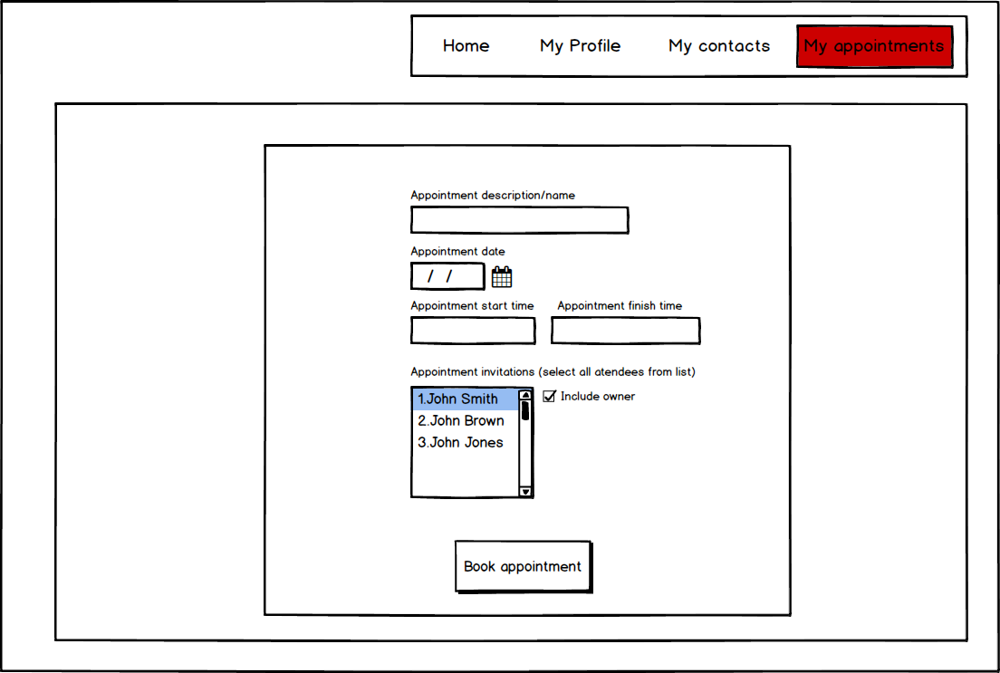 Home My Profile My contacts My appointments
Appointment description/name
Appointment date
/ /
Appointment start time Appointment finish time
Appointment invitations (select all atendees from list)
1.John Smith
Include owner
2.John Brown
3.John Jones
Book appointment